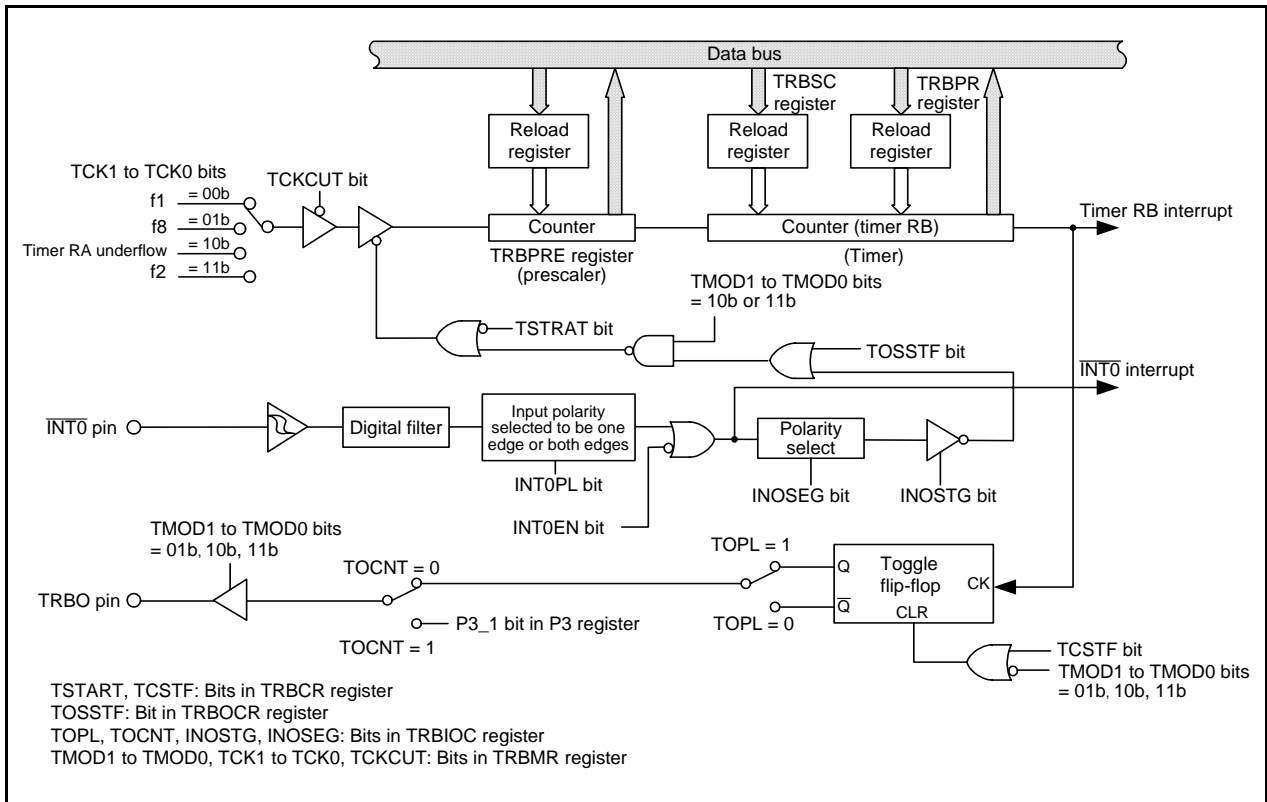 Data bus
TRBSC
register
TRBPR
register
Reload
register
Reload
register
Reload
register
TCK1 to TCK0 bits
TCKCUT bit
f1 = 00b
f8 = 01b
Timer RA underflow = 10b
f2 = 11b
Counter
TRBPRE register
(prescaler)
Counter (timer RB)
(Timer)
Timer RB interrupt
TMOD1 to TMOD0 bits
= 10b or 11b
TSTRAT bit
TOSSTF bit
INT0 interrupt
INT0 pin
Digital filter
Input polarity
selected to be one
edge or both edges
Polarity
select
INT0PL bit
INOSEG bit
INOSTG bit
INT0EN bit
TMOD1 to TMOD0 bits
= 01b, 10b, 11b
TOCNT = 0
TOPL = 1
Q
Toggle
flip-flop
CK
TRBO pin
Q
CLR
P3_1 bit in P3 register
TOPL = 0
TOCNT = 1
TCSTF bit
TMOD1 to TMOD0 bits
= 01b, 10b, 11b
TSTART, TCSTF: Bits in TRBCR register
TOSSTF: Bit in TRBOCR register
TOPL, TOCNT, INOSTG, INOSEG: Bits in TRBIOC register
TMOD1 to TMOD0, TCK1 to TCK0, TCKCUT: Bits in TRBMR register